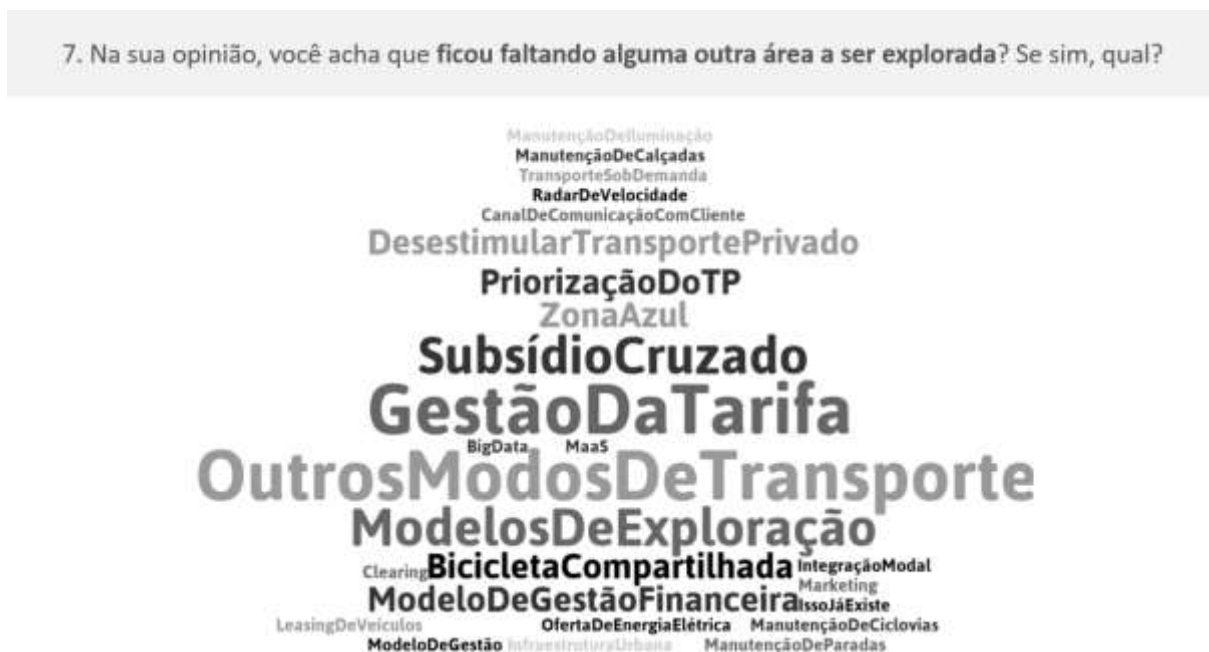 7. Na sua opinião, você acha que ficou faltando alguma outra área a ser explorada? Se sim, qual?
ManutençãoDeIluminação
ManutençãoDeCalçadas
TransporteSobDemanda
RadarDeVelocidade
CanalDeComunicaçãoComCliente
DesestimularTransportePrivado
PriorizaçãoDoTP
ZonaAzul
SubsídioCruzado
GestãoDaTarifa
BigData MaaS
OutrosModosDeTransporte
ModelosDeExploração
Clearing BicicletaCompartilhada IntegraçãoModal
Marketing
ModeloDeGestãoFinanceira IssoJáExiste
LeasingDeVeículos OfertaDeEnergiaElétrica ManutençãoDeCiclovias
ModeloDeGestão InfraestruturaUrbana ManutençãoDeParadas